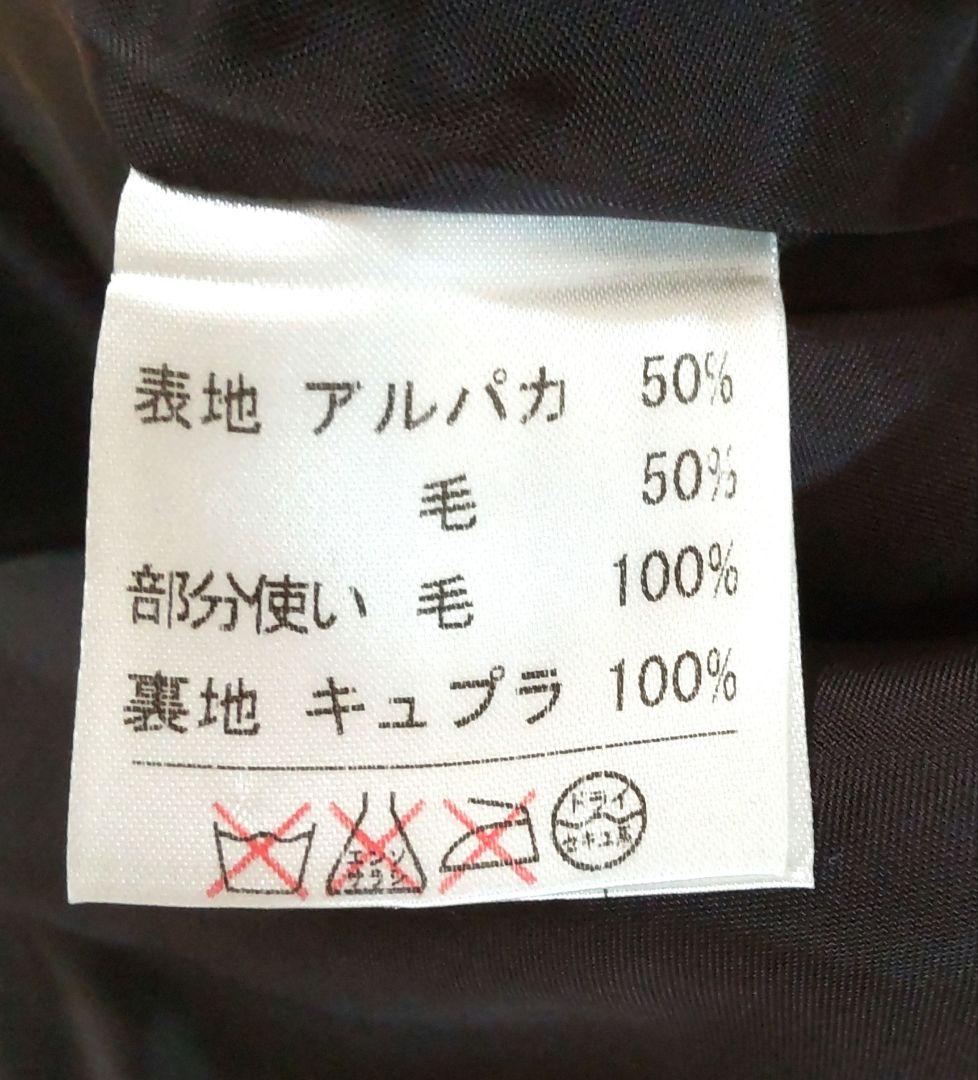 表地 アルパカ 50%
毛 50%
部分使い 毛 100%
裏地 キュプラ 100%
エンソ
サラシ
ドライ
セキユ系